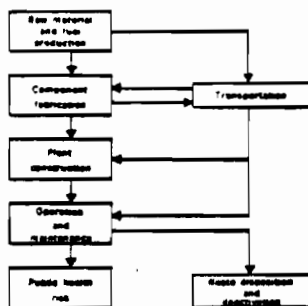 Raw material
and fuel
production
Component
fabrication
Transportation
Plant
construction
Operation
and
maintenance
Public health
risk
Waste disposition
and
deactivation